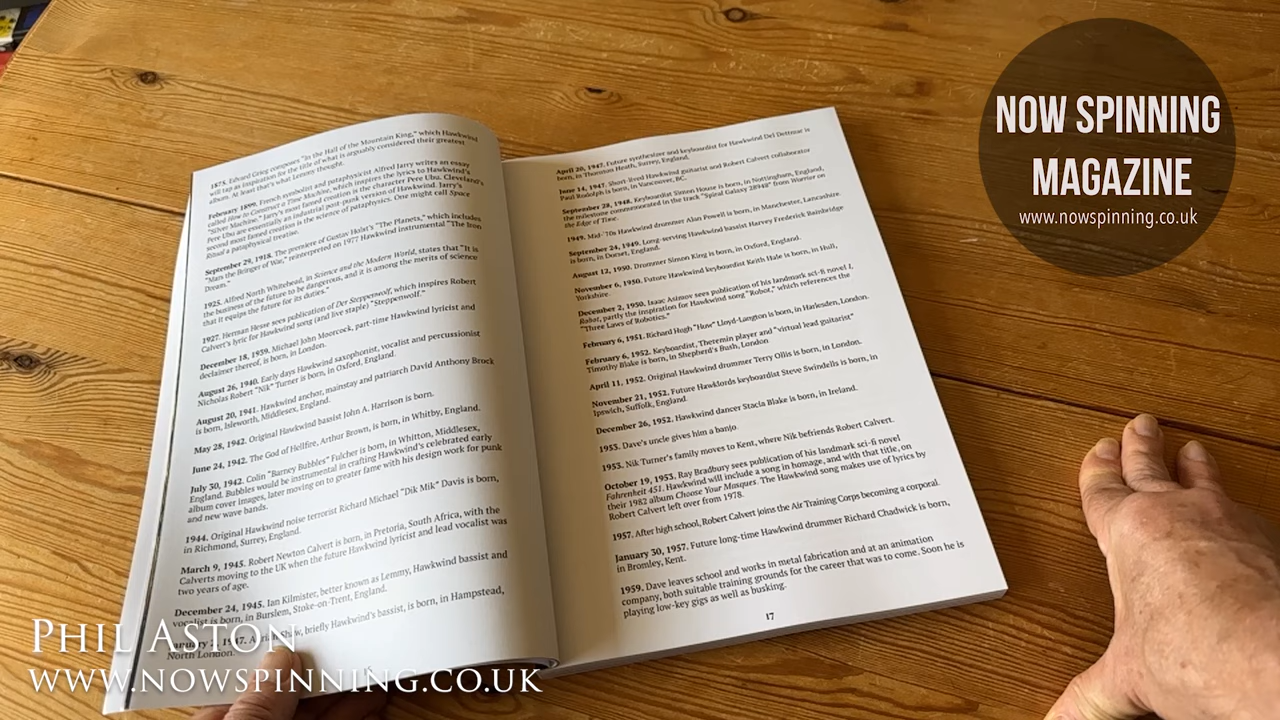 1875. Edvard Grieg composes "In the Hall of the Mountain King," which Hawkwind
will tap as inspiration for the title of what is arguably considered their greatest
album. At least that's what Lemmy thought.
February 1899. French symbolist and pataphysicist Alfred Jarry writes an essay
called How to Construct a Time Machine, which inspires the lyrics to Hawkwind's
"Silver Machine." Jarry's most famed creation is the character Pere Ubu. Cleveland's
Pere Ubu are essentially an industrial post-punk version of Hawkwind. Jarry's
second most famed creation is the science of pataphysics. One might call Space
Ritual a pataphysical treatise.
September 29, 1918. The premiere of Gustav Holst's "The Planets," which includes
"Mars the Bringer of War," reinterpreted on 1977 Hawkwind instrumental "The Iron
Dream."
1925. Alfred North Whitehead, in Science and the Modern World, states that "It is
the business of the future to be dangerous, and it is among the merits of science
that it equips the future for its duties."
1927. Herman Hesse sees publication of Der Steppenwolf, which inspires Robert
Calvert's lyric for Hawkwind song (and live staple) "Steppenwolf."
December 18, 1939. Michael John Moorcock, part-time Hawkwind lyricist and
declaimer thereof, is born, in London.
August 26, 1940. Early days Hawkwind saxophonist, vocalist and percussionist
Nicholas Robert "Nik" Turner is born, in Oxford, England.
August 20, 1941. Hawkwind anchor, mainstay and patriarch David Anthony Brock
is born, Isleworth, Middlesex, England.
May 28, 1942. Original Hawkwind bassist John A. Harrison is born.
June 24, 1942. The God of Hellfire, Arthur Brown, is born, in Whitby, England.
July 30, 1942. Colin "Barney Bubbles" Fulcher is born, in Whitton, Middlesex,
England. Bubbles would be instrumental in crafting Hawkwind's celebrated early
album cover images, later moving on to greater fame with his design work for punk
and new wave bands.
1944. Original Hawkwind noise terrorist Richard Michael "Dik Mik" Davis is born,
in Richmond, Surrey, England.
March 9, 1945. Robert Newton Calvert is born, in Pretoria, South Africa, with the
Calverts moving to the UK when the future Hawkwind lyricist and lead vocalist was
two years of age.
December 24, 1945. Ian Kilmister, better known as Lemmy, Hawkwind bassist and
vocalist is born, in Burslem, Stoke-on-Trent, England.
January 1947. Shaw, briefly Hawkwind's bassist, is born, in Hampstead,
North London.
April 20, 1947. Future synthesizer and keyboardist for Hawkwind Del Dettmar is
born, in Thornton Heath, Surrey, England.
June 14, 1947. Short-lived Hawkwind guitarist and Robert Calvert collaborator
Paul Rudolph is born, in Vancouver, BC.
September 28, 1948. Keyboardist Simon House is born, in Nottingham, England,
the milestone commemorated in the track "Spiral Galaxy 28948" from Warrior on
the Edge of Time.
1949. Mid-'70s Hawkwind drummer Alan Powell is born, in Manchester, Lancashire.
September 24, 1949. Long-serving Hawkwind bassist Harvey Frederick Bainbridge
is born, in Dorset, England.
August 12, 1950. Drummer Simon King is born, in Oxford, England.
November 6, 1950. Future Hawkwind keyboardist Keith Hale is born, in Hull,
Yorkshire.
December 2, 1950. Isaac Asimov sees publication of his landmark sci-fi novel I,
Robot, partly the inspiration for Hawkwind song "Robot," which references the
"Three Laws of Robotics."
February 6, 1951. Richard Hugh "Huw" Lloyd-Langton is born, in Harlesden, London.
February 6, 1952. Keyboardist, Theremin player and "virtual lead guitarist"
Timothy Blake is born, in Shepherd's Bush, London.
April 11, 1952. Original Hawkwind drummer Terry Ollis is born, in London.
November 21, 1952. Future Hawklords keyboardist Steve Swindells is born, in
Ipswich, Suffolk, England.
December 26, 1952. Hawkwind dancer Stacia Blake is born, in Ireland.
1953. Dave's uncle gives him a banjo.
1953. Nik Turner's family moves to Kent, where Nik befriends Robert Calvert.
October 19, 1953. Ray Bradbury sees publication of his landmark sci-fi novel
Fahrenheit 451. Hawkwind will include a song in homage, and with that title, on
their 1982 album Choose Your Masques. The Hawkwind song makes use of lyrics by
Robert Calvert left over from 1978.
1957. After high school, Robert Calvert joins the Air Training Corp becoming a corporal.
January 30, 1957. Future long-time Hawkwind drummer Richard Chadwick is born,
in Bromley, Kent.
1959. Dave leaves school and works in metal fabrication and at an animation
company, both suitable training grounds for the career that was to come. Soon he is
playing low-key gigs as well as busking.
17
NOW SPINNING
MAGAZINE
www.nowspinning.co.uk
PHIL ASTON
WWW.NOWSPINNING.CO.UK